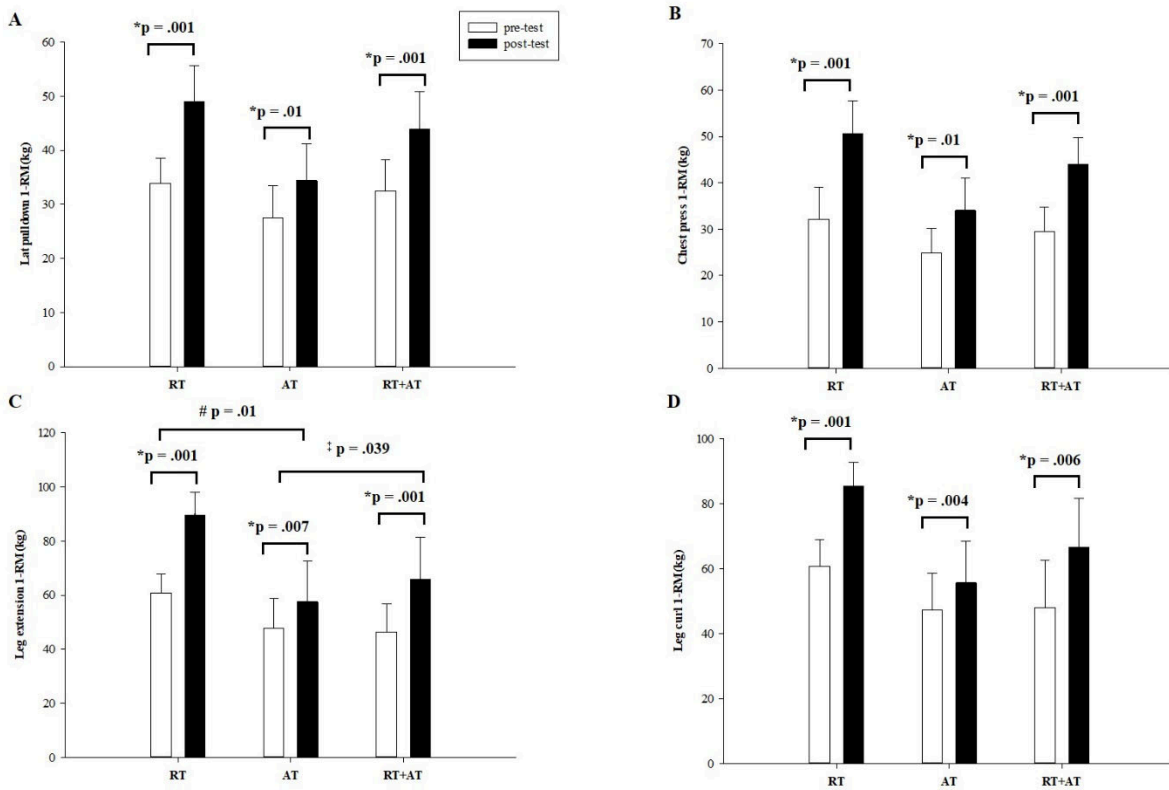 A
*p = .001
*p = .01
*p = .001
pre-test
post-test
Lat pulldown 1-RM(kg)
60
50
40
30
20
10
0
RT
AT
RT+AT
B
*p = .001
*p = .01
*p = .001
Chest press 1-RM(kg)
70
60
50
40
30
20
10
0
RT
AT
RT+AT
C
# p = .01
‡ p = .039
*p = .001
*p = .007
*p = .001
Leg extension 1-RM(kg)
120
100
80
60
40
20
0
RT
AT
RT+AT
D
*p = .001
*p = .004
*p = .006
Leg curl 1-RM(kg)
100
80
60
40
20
0
RT
AT
RT+AT